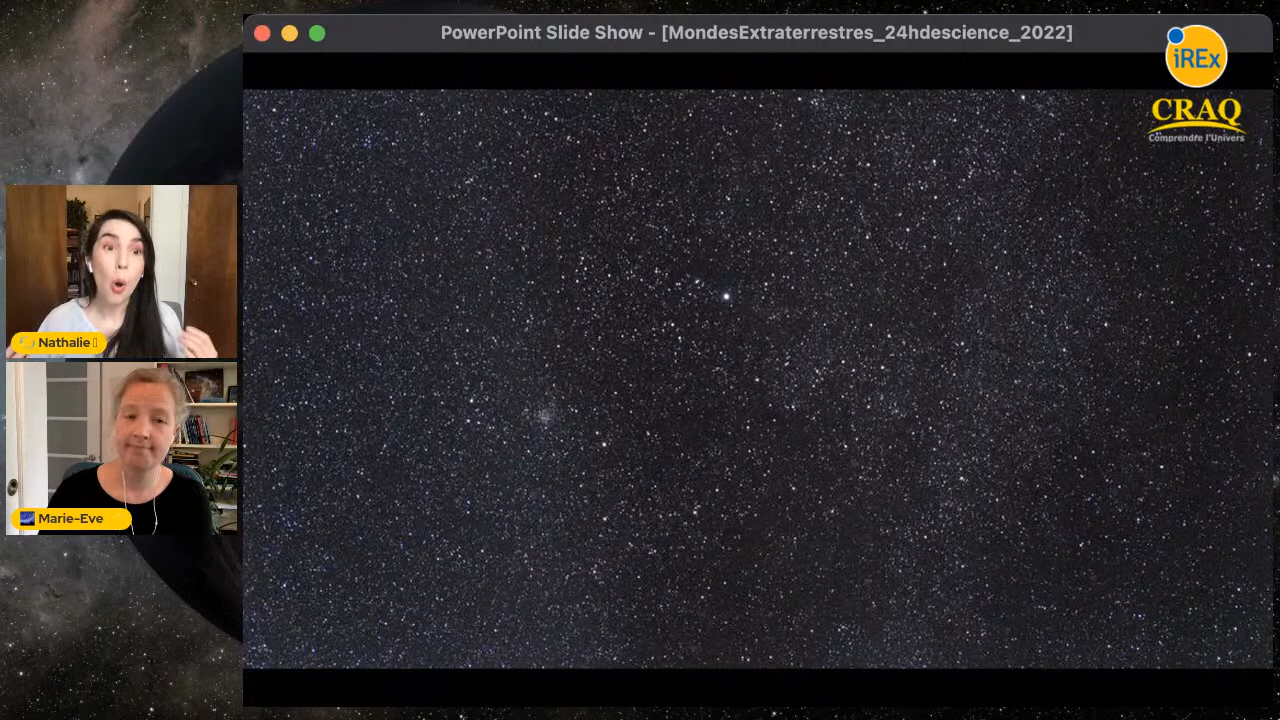 PowerPoint Slide Show - [MondesExtraterrestres_24hdescience_2022]
iREx
CRAQ
Comprendre l'Univers
Nathalie
Marie-Eve